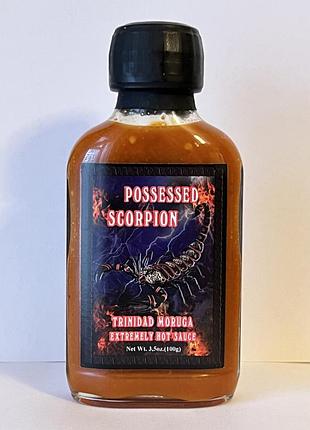 POSSESSED
SCORPION
TRINIDAD MORUGA
EXTREMELY HOT SAUCE
Net Wt. 3,5oz.(100g)